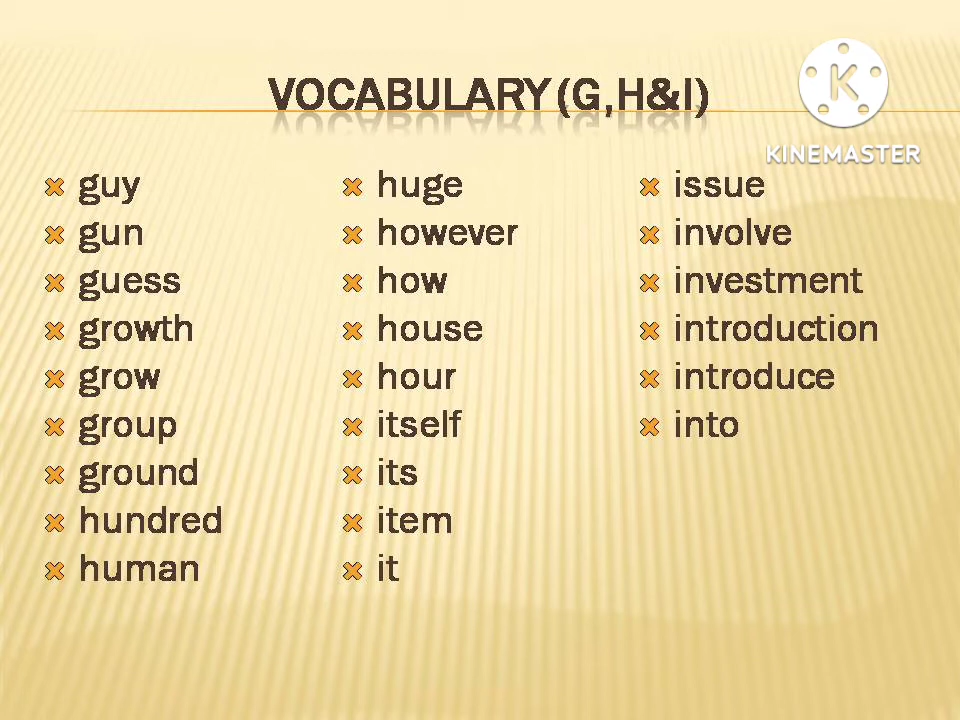 VOCABULARY (G,H&I)
KINEMASTER
guy
gun
guess
growth
grow
group
ground
hundred
human
huge
however
how
house
hour
itself
its
item
it
issue
involve
investment
introduction
introduce
into